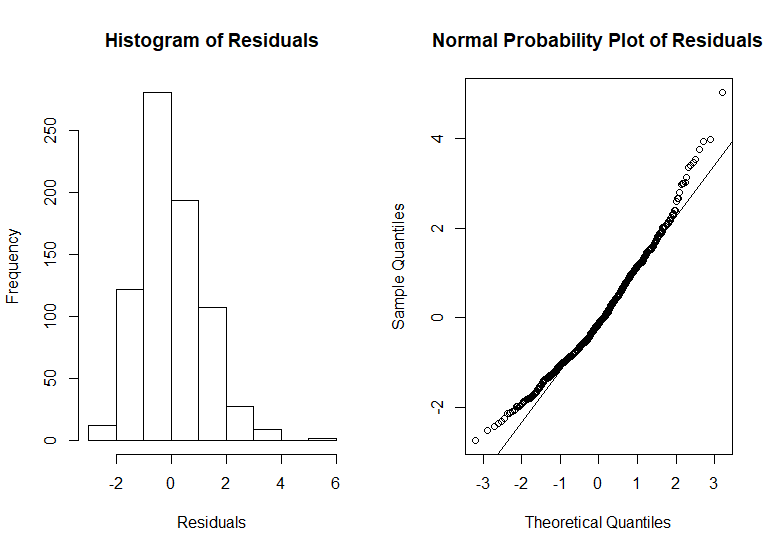 Histogram of Residuals
Frequency
0 50 100 150 200 250
-2 0 2 4 6
Residuals
Normal Probability Plot of Residuals
Sample Quantiles
-2 0 2 4
-3 -2 -1 0 1 2 3
Theoretical Quantiles